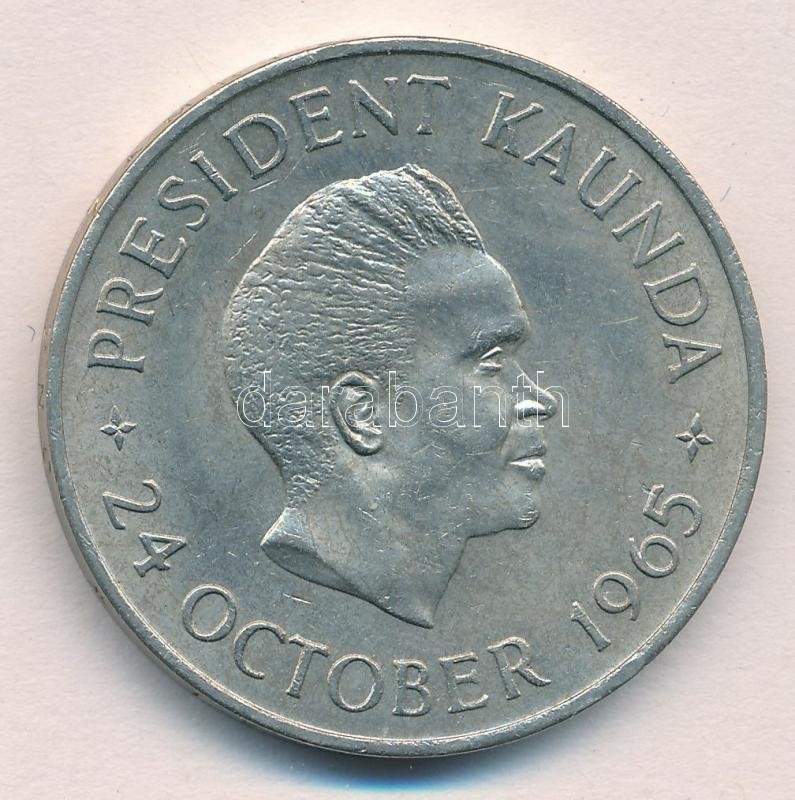 PRESIDENT KAUNDA
24 OCTOBER 1965
darabanth